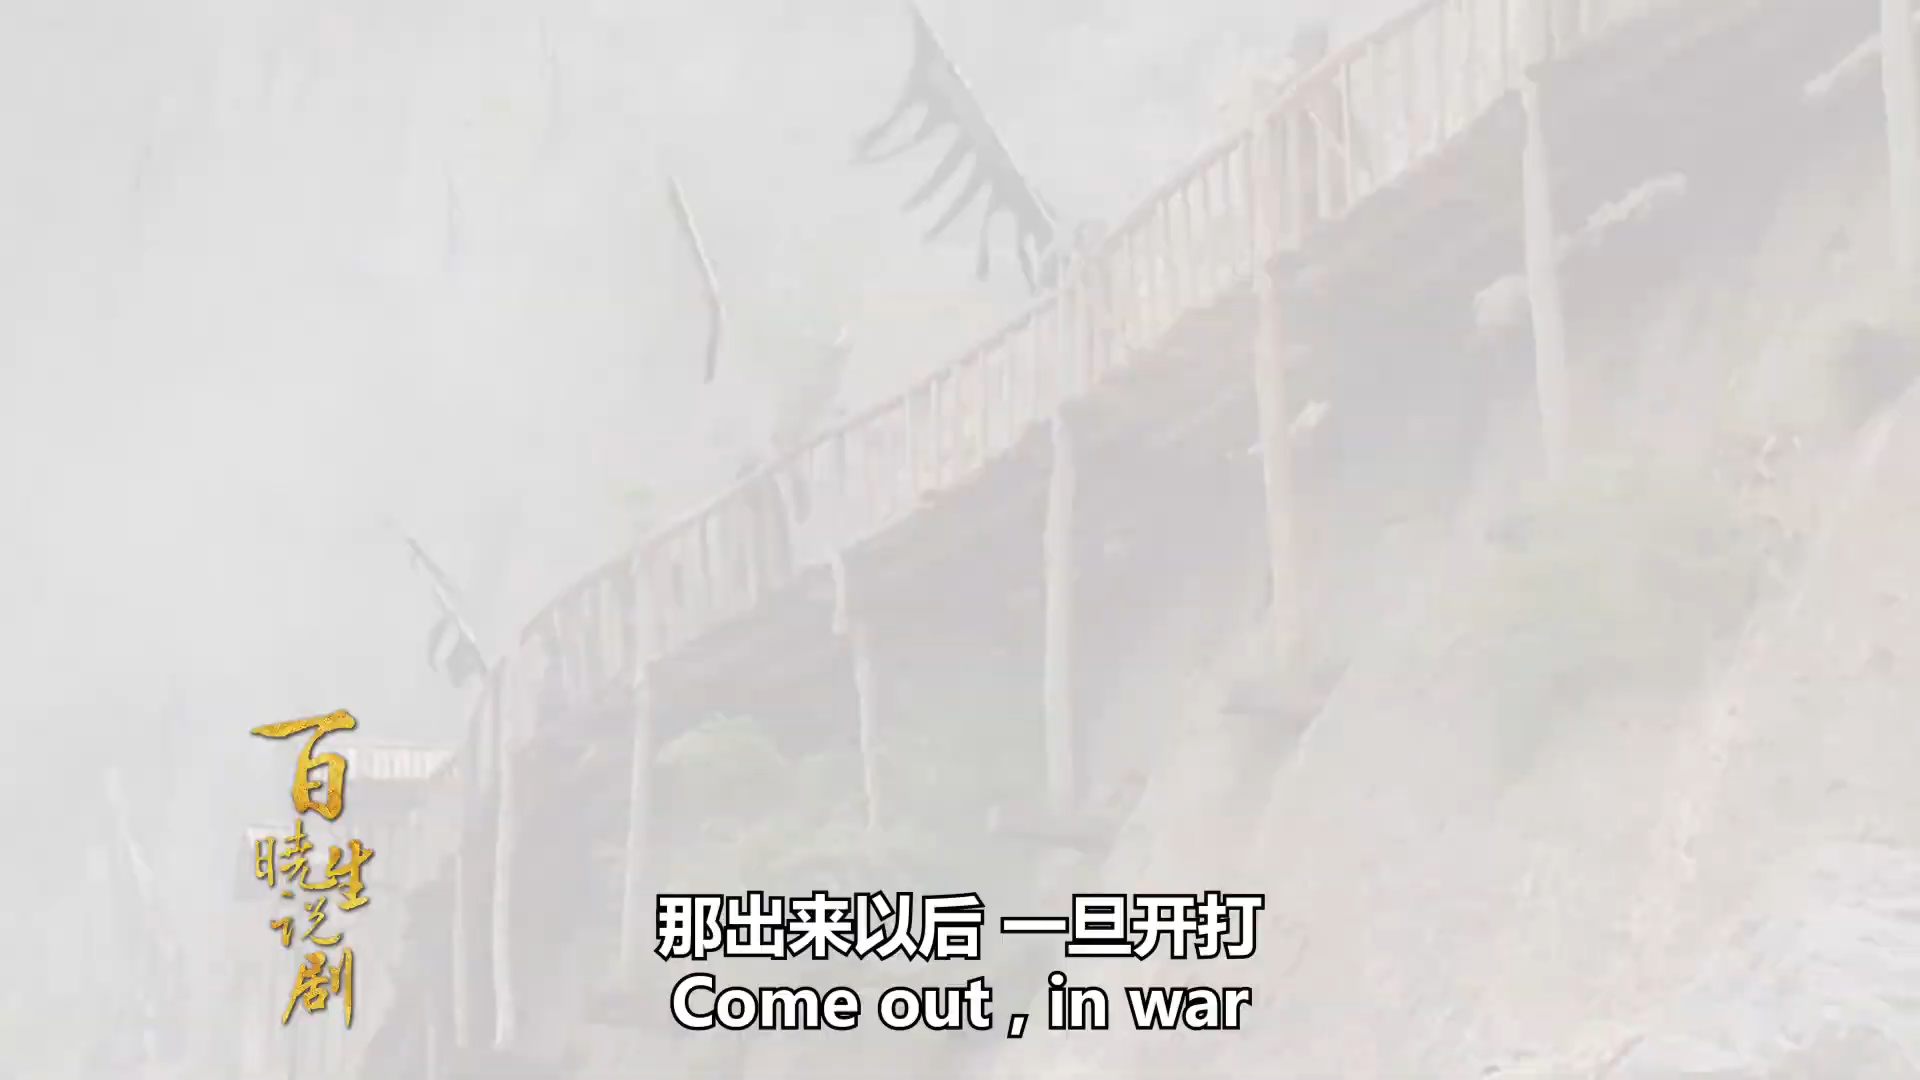 百
晓生
说
剧
那出来以后 一旦开打
Come out , in war